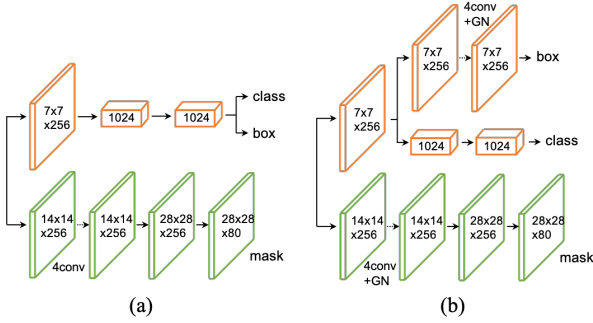 7x7
x256
1024
1024
class
box
14x14
x256
4conv
14x14
x256
28x28
x256
28x28
x80
mask
(a)
4conv
+GN
7x7
x256
7x7
x256
box
7x7
x256
1024
1024
class
14x14
x256
4conv
+GN
14x14
x256
28x28
x256
28x28
x80
mask
(b)